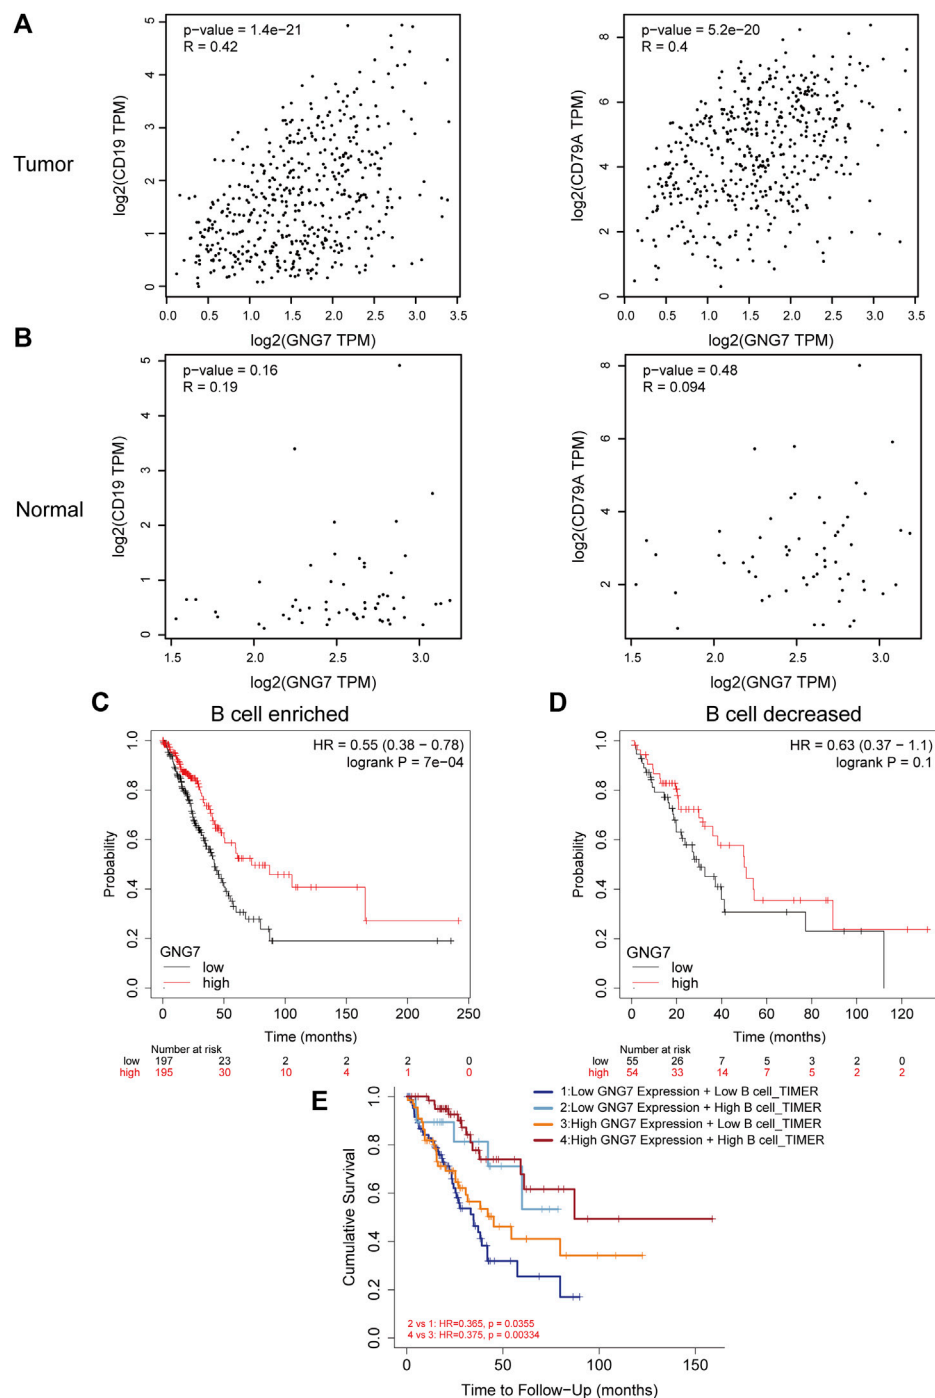 A
p-value = 1.4e-21
R = 0.42
log2(CD19 TPM)
0 1 2 3 4 5
0.0 0.5 1.0 1.5 2.0 2.5 3.0 3.5
log2(GNG7 TPM)
Tumor
p-value = 5.2e-20
R = 0.4
log2(CD79A TPM)
0 2 4 6 8
0.0 0.5 1.0 1.5 2.0 2.5 3.0 3.5
log2(GNG7 TPM)
B
p-value = 0.16
R = 0.19
log2(CD19 TPM)
0 1 2 3 4 5
1.5 2.0 2.5 3.0
log2(GNG7 TPM)
Normal
p-value = 0.48
R = 0.094
log2(CD79A TPM)
2 4 6 8
1.5 2.0 2.5 3.0
log2(GNG7 TPM)
C
B cell enriched
HR = 0.55 (0.38 − 0.78)
logrank P = 7e−04
Probability
0.0 0.2 0.4 0.6 0.8 1.0
GNG7
low
high
0 50 100 150 200 250
Time (months)
Number at risk
low 197 23 2 2 2 0
high 195 30 10 4 1 0
D
B cell decreased
HR = 0.63 (0.37 − 1.1)
logrank P = 0.1
Probability
0.0 0.2 0.4 0.6 0.8 1.0
GNG7
low
high
0 20 40 60 80 100 120
Time (months)
Number at risk
low 55 26 7 5 3 2 0
high 54 33 14 7 5 2 2
E
1:Low GNG7 Expression + Low B cell_TIMER
2:Low GNG7 Expression + High B cell_TIMER
3:High GNG7 Expression + Low B cell_TIMER
4:High GNG7 Expression + High B cell_TIMER
Cumulative Survival
0.0 0.2 0.4 0.6 0.8 1.0
2 vs 1: HR=0.365, p = 0.0355
4 vs 3: HR=0.375, p = 0.00334
0 50 100 150
Time to Follow−Up (months)